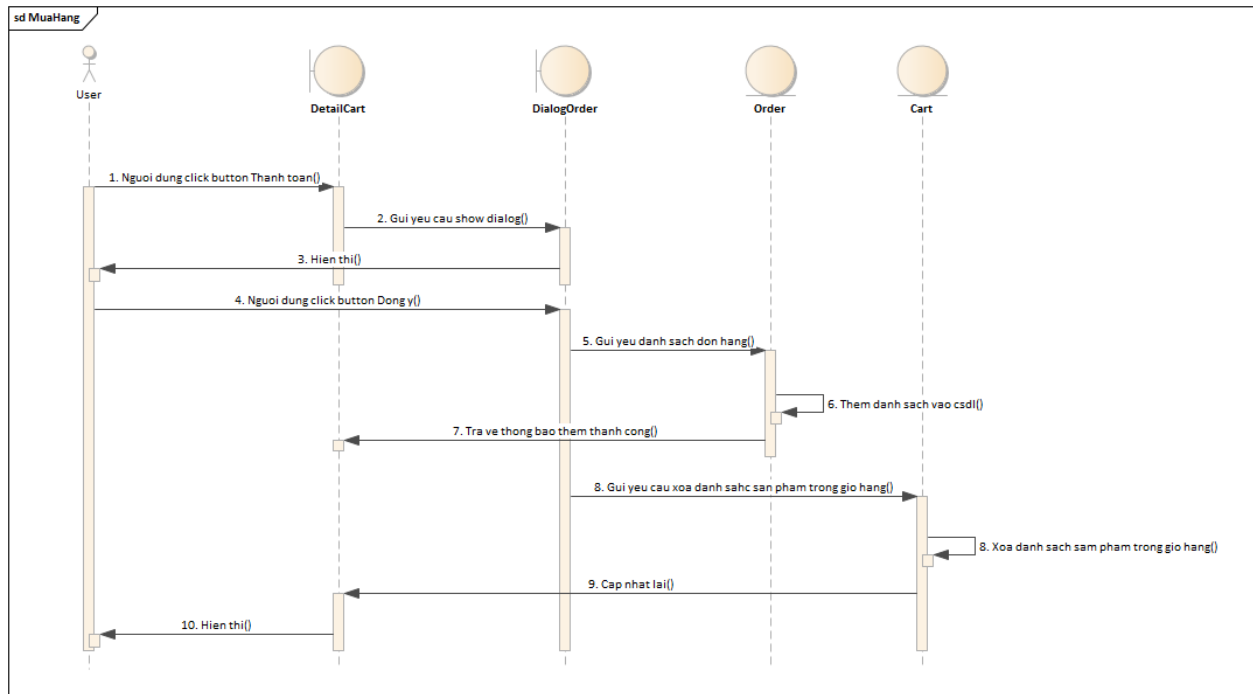 sd MuaHang
User
DetailCart
DialogOrder
Order
Cart
1. Nguoi dung click button Thanh toan()
2. Gui yeu cau show dialog()
3. Hien thi()
4. Nguoi dung click button Dong y()
5. Gui yeu danh sach don hang()
6. Them danh sach vao csdl()
7. Tra ve thong bao them thanh cong()
8. Gui yeu cau xoa danh sahc san pham trong gio hang()
8. Xoa danh sach sam pham trong gio hang()
9. Cap nhat lai()
10. Hien thi()